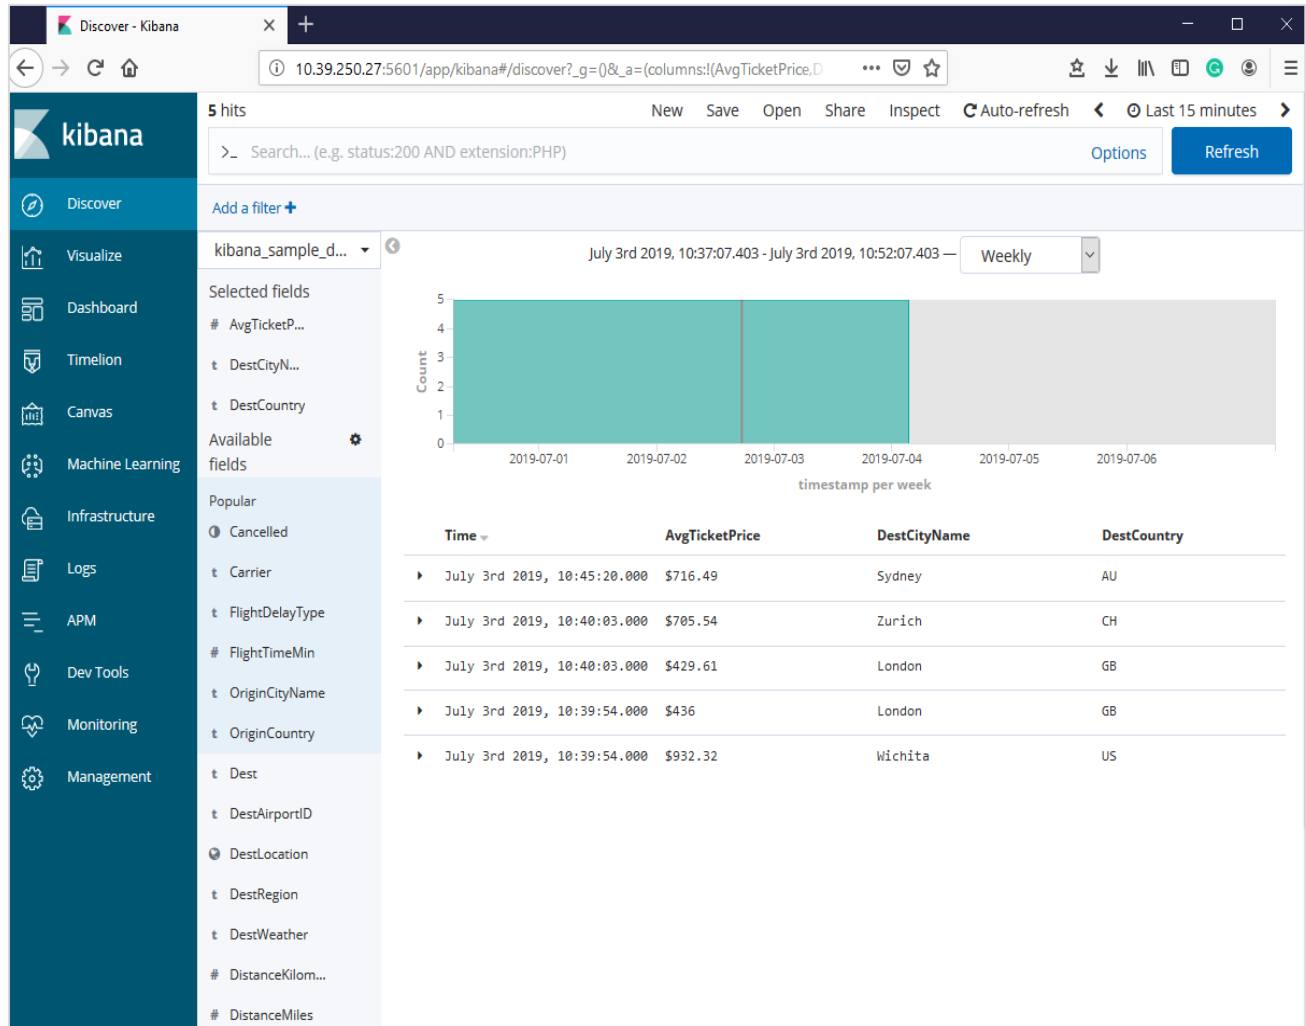 Discover - Kibana
10.39.250.27:5601/app/kibana#/discover?_g=()&_a=(columns:!(AvgTicketPrice,D
kibana
Discover
Visualize
Dashboard
Timelion
Canvas
Machine Learning
Infrastructure
Logs
APM
Dev Tools
Monitoring
Management
5 hits
New Save Open Share Inspect Auto-refresh Last 15 minutes
>_ Search... (e.g. status:200 AND extension:PHP)
Options
Refresh
Add a filter +
kibana_sample_d...
Selected fields
# AvgTicketP...
t DestCityN...
t DestCountry
Available
fields
Popular
Cancelled
t Carrier
t FlightDelayType
# FlightTimeMin
t OriginCityName
t OriginCountry
t Dest
t DestAirportID
DestLocation
t DestRegion
t DestWeather
# DistanceKilom...
# DistanceMiles
July 3rd 2019, 10:37:07.403 - July 3rd 2019, 10:52:07.403 — Weekly
5
4
3
2
1
0
Count
2019-07-01 2019-07-02 2019-07-03 2019-07-04 2019-07-05 2019-07-06
timestamp per week
Time AvgTicketPrice DestCityName DestCountry
July 3rd 2019, 10:45:20.000 $716.49 Sydney AU
July 3rd 2019, 10:40:03.000 $705.54 Zurich CH
July 3rd 2019, 10:40:03.000 $429.61 London GB
July 3rd 2019, 10:39:54.000 $436 London GB
July 3rd 2019, 10:39:54.000 $932.32 Wichita US